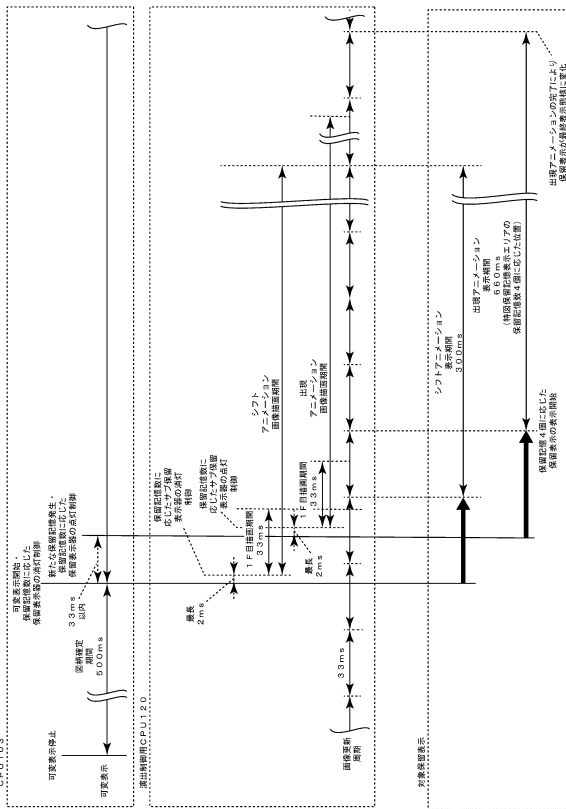 CPU103
可変表示停止
可変表示
図柄確定
期間
500ms
33ms
以内
可変表示開始・
保留記憶数に応じた
保留表示器の消灯制御
新たな保留記憶発生・
保留記憶数に応じた
保留表示器の点灯制御
演出制御用CPU120
画像更新
周期
33ms
最長
2ms
保留記憶数に
応じたサブ保留
表示器の消灯
制御
保留記憶数に
応じたサブ保留
表示器の点灯
制御
1F目描画期間
33ms
最長
2ms
1F目描画期間
33ms
シフト
アニメーション
画像描画期間
出現
アニメーション
画像描画期間
対象保留表示
シフトアニメーション
表示期間
300ms
保留記憶4個に応じた
保留表示の表示開始
出現アニメーション
表示期間
660ms
(特図保留記憶表示エリアの
保留記憶数4個に応じた位置)
出現アニメーションの完了により
保留表示が最終表示態様に変化